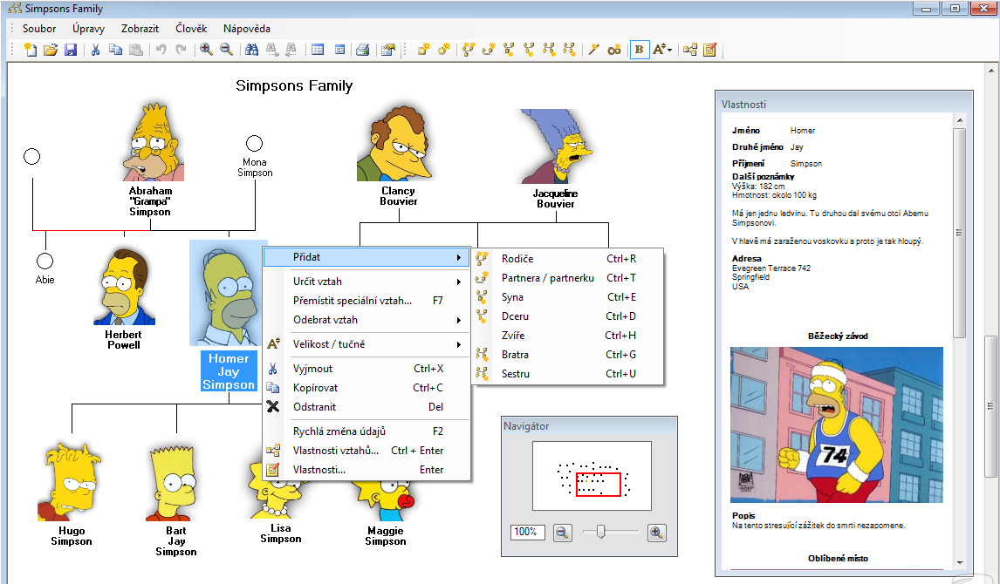 Simpsons Family
Soubor Úpravy Zobrazit Člověk Nápověda
B A
Simpsons Family
Mona
Simpson
Abraham
"Grampa"
Simpson
Clancy
Bouvier
Jacqueline
Bouvier
Abie
Herbert
Powell
Homer
Jay
Simpson
Hugo
Simpson
Bart
Jay
Simpson
Lisa
Simpson
Maggie
Simpson
Přidat
Určit vztah
Přemístit speciální vztah... F7
Odebrat vztah
A Velikost / tučně
Vyjmout Ctrl+X
Kopírovat Ctrl+C
Odstranit Del
Rychlá změna údajů F2
Vlastnosti vztahů... Ctrl + Enter
Vlastnosti... Enter
Rodiče Ctrl+R
Partnera / partnerku Ctrl+T
Syna Ctrl+E
Dceru Ctrl+D
Zvíře Ctrl+H
Bratra Ctrl+G
Sestru Ctrl+U
Navigátor
100%
Vlastnosti
Jméno Homer
Druhé jméno Jay
Příjmení Simpson
Další poznámky
Výška: 182 cm
Hmotnost: okolo 100 kg
Má jen jednu ledvinu. Tu druhou dal svému otci Abemu
Simpsonovi.
V hlavě má zaraženou voskovku a proto je tak hloupý.
Adresa
Evegreen Terrace 742
Springfield
USA
Běžecký závod
74
Popis
Na tento stresující zážitek do smrti nezapomene.
Oblíbené místo